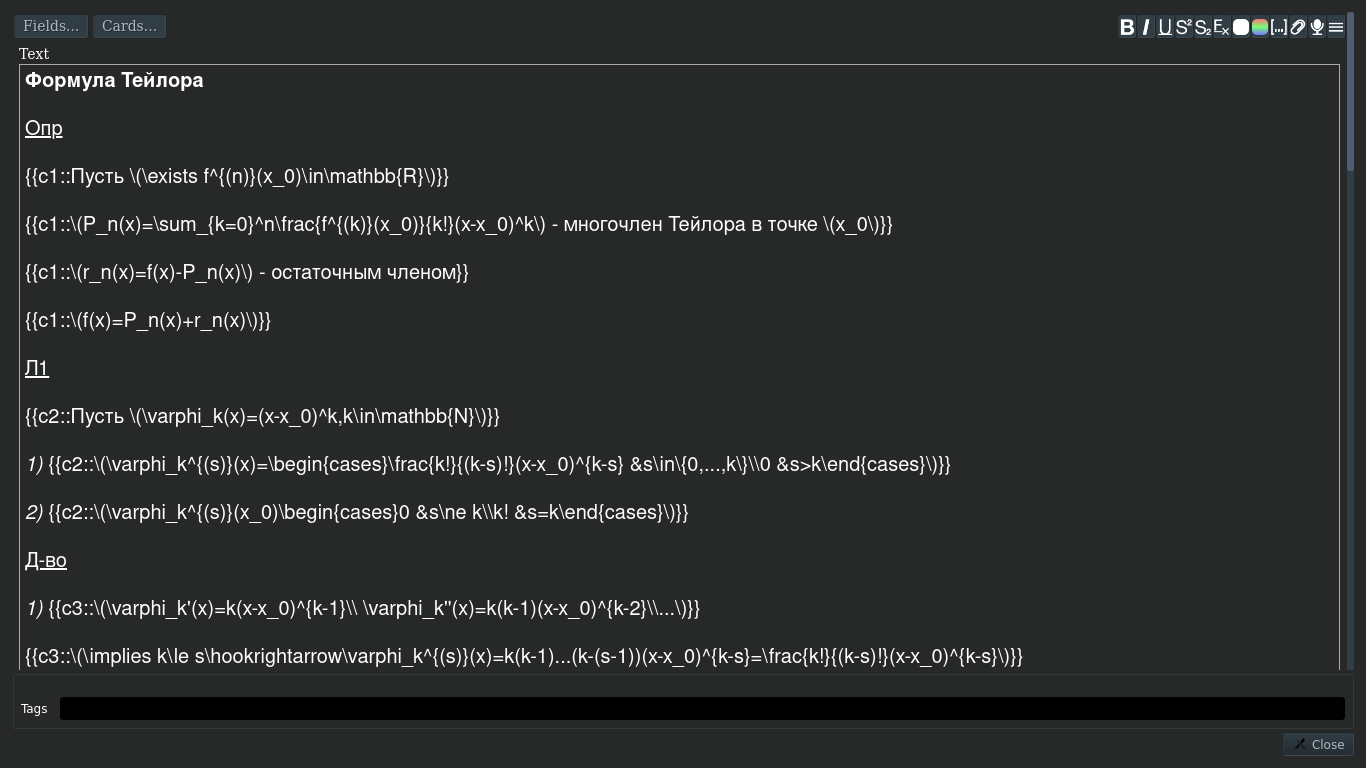 Fields... Cards... B I U S² S₂ Eₓ [...]
Text
Формула Тейлора
Опр
{{c1::Пусть \(\exists f^{(n)}(x_0)\in\mathbb{R}\)}}
{{c1::\(P_n(x)=\sum_{k=0}^n\frac{f^{(k)}(x_0)}{k!}(x-x_0)^k\) - многочлен Тейлора в точке \(x_0\)}}
{{c1::\(r_n(x)=f(x)-P_n(x)\) - остаточным членом}}
{{c1::\(f(x)=P_n(x)+r_n(x)\)}}
Л1
{{c2::Пусть \(\varphi_k(x)=(x-x_0)^k,k\in\mathbb{N}\)}}
1) {{c2::\(\varphi_k^{(s)}(x)=\begin{cases}\frac{k!}{(k-s)!}(x-x_0)^{k-s} &s\in\{0,...,k\}\\0 &s>k\end{cases}\)}}
2) {{c2::\(\varphi_k^{(s)}(x_0)\begin{cases}0 &s\ne k\\k! &s=k\end{cases}\)}}
Д-во
1) {{c3::\(\varphi_k'(x)=k(x-x_0)^{k-1}\\ \varphi_k''(x)=k(k-1)(x-x_0)^{k-2}\\...\)}}
{{c3::\(\implies k\le s\hookrightarrow\varphi_k^{(s)}(x)=k(k-1)...(k-(s-1))(x-x_0)^{k-s}=\frac{k!}{(k-s)!}(x-x_0)^{k-s}\)}}
Tags
Close